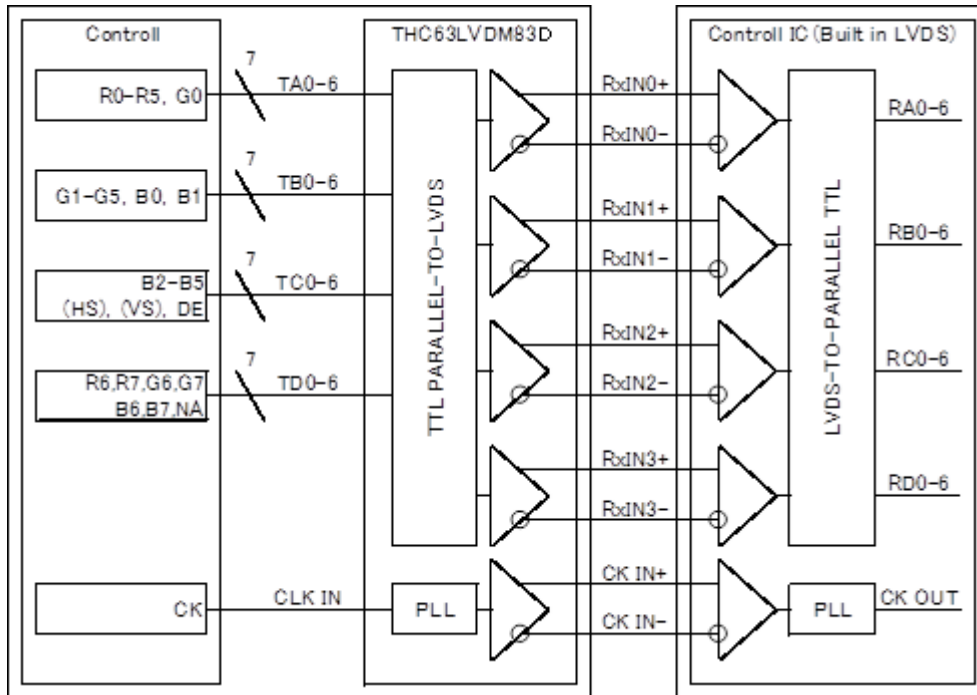 Controll
THC63LVDM83D
Controll IC (Built in LVDS)
R0-R5, G0
7
TA0-6
RxIN0+
RxIN0-
RA0-6
G1-G5, B0, B1
7
TB0-6
RxIN1+
RxIN1-
RB0-6
B2-B5
(HS), (VS), DE
7
TC0-6
RxIN2+
RxIN2-
RC0-6
R6,R7,G6,G7
B6,B7,NA
7
TD0-6
RxIN3+
RxIN3-
RD0-6
TTL PARALLEL-TO-LVDS
LVDS-TO-PARALLEL TTL
CK
CLK IN
PLL
CK IN+
CK IN-
PLL
CK OUT